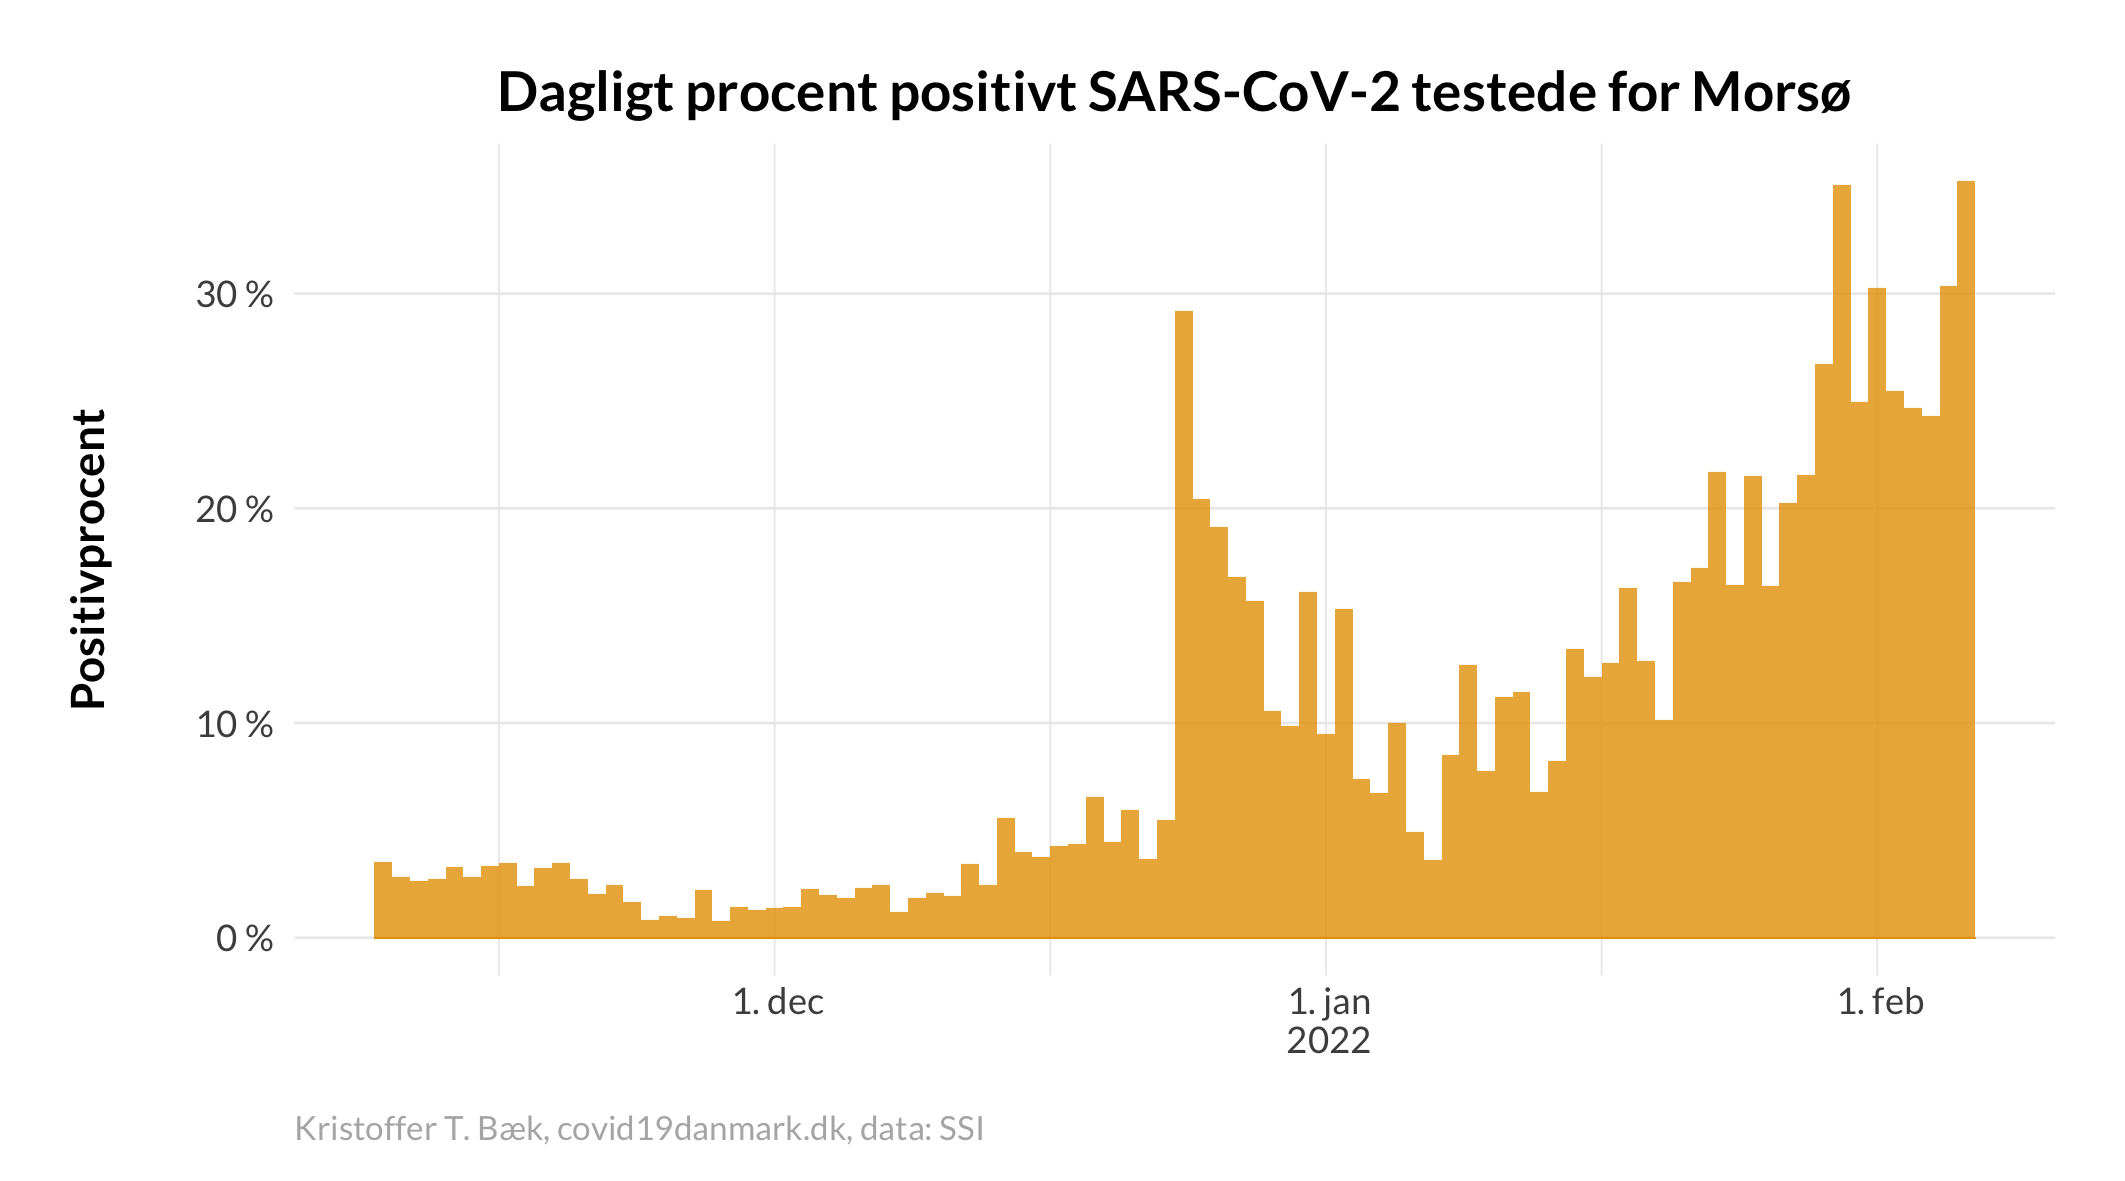 Dagligt procent positivt SARS-CoV-2 testede for Morsø
Positivprocent
30 %
20 %
10 %
0 %
1. dec
1. jan
2022
1. feb
Kristoffer T. Bæk, covid19danmark.dk, data: SSI